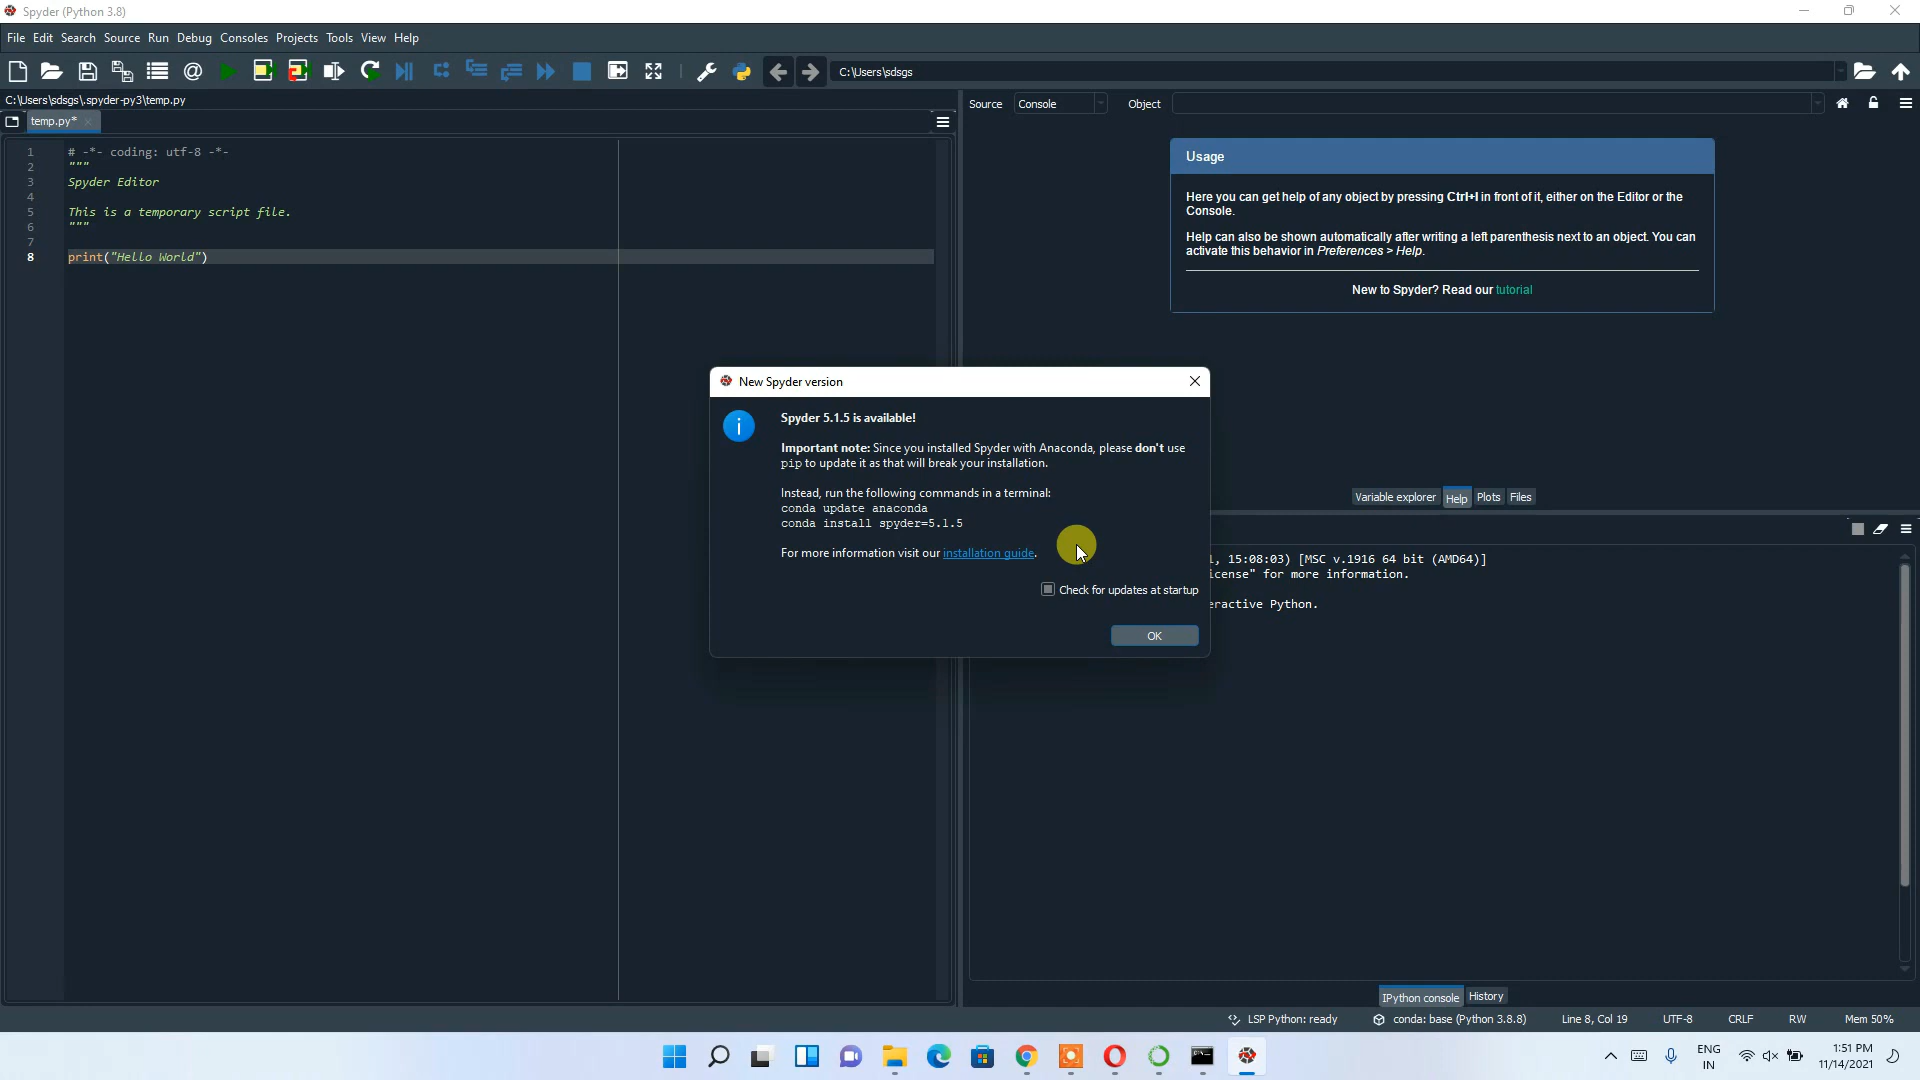 Spyder (Python 3.8)
File Edit Search Source Run Debug Consoles Projects Tools View Help
C:\Users\sdsgs
C:\Users\sdsgs\.spyder-py3\temp.py
temp.py*
1 # -*- coding: utf-8 -*-
2 """
3 Spyder Editor
4
5 This is a temporary script file.
6 """
7
8 print("Hello World")
Source Console Object
Usage
Here you can get help of any object by pressing Ctrl+I in front of it, either on the Editor or the
Console.
Help can also be shown automatically after writing a left parenthesis next to an object. You can
activate this behavior in Preferences > Help.
New to Spyder? Read our tutorial
Variable explorer Help Plots Files
New Spyder version
Spyder 5.1.5 is available!
Important note: Since you installed Spyder with Anaconda, please don't use
pip to update it as that will break your installation.
Instead, run the following commands in a terminal:
conda update anaconda
conda install spyder=5.1.5
For more information visit our installation guide.
Check for updates at startup
OK
, 15:08:03) [MSC v.1916 64 bit (AMD64)]
icense" for more information.
eractive Python.
IPython console History
LSP Python: ready conda: base (Python 3.8.8) Line 8, Col 19 UTF-8 CRLF RW Mem 50%
ENG
IN
1:51 PM
11/14/2021